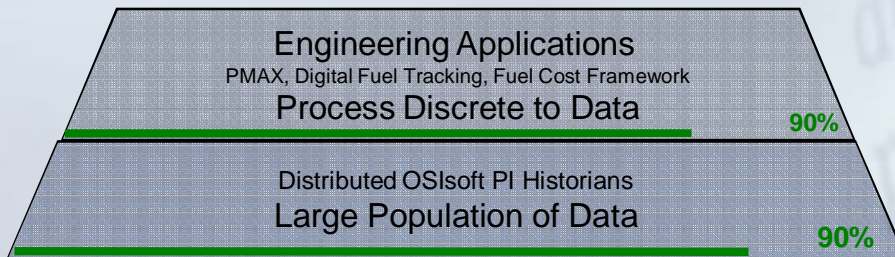 Engineering Applications
PMAX, Digital Fuel Tracking, Fuel Cost Framework
Process Discrete to Data
90%
Distributed OSIsoft PI Historians
Large Population of Data
90%